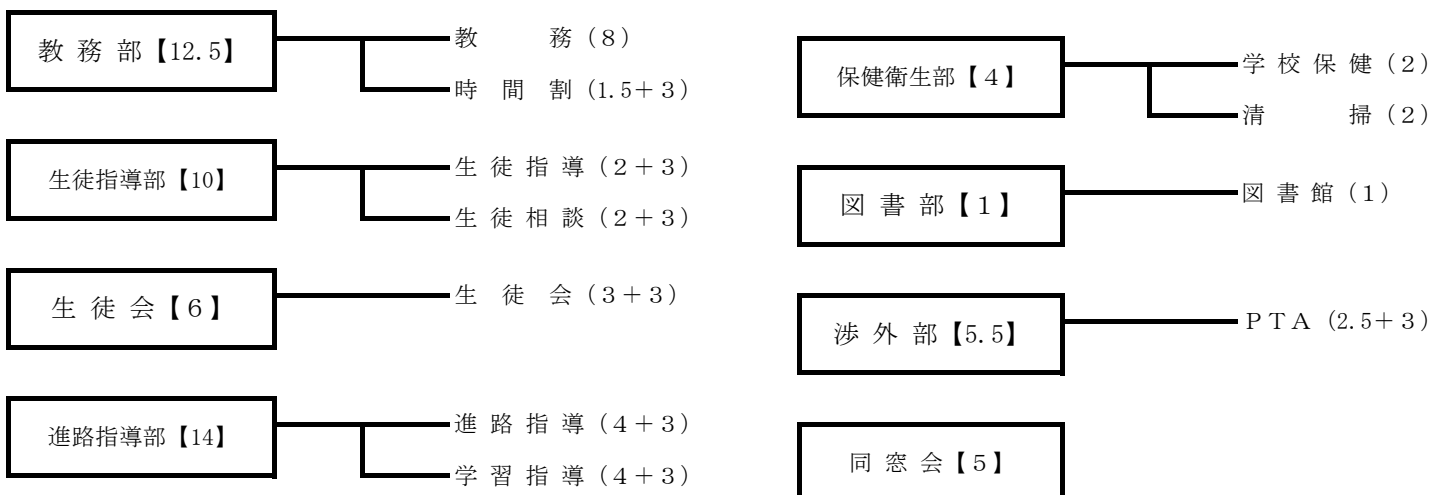 教務部【12.5】
教　務（8）
時間割（1.5＋3）
生徒指導部【10】
生徒指導（2＋3）
生徒相談（2＋3）
生徒会【6】
生徒会（3＋3）
進路指導部【14】
進路指導（4＋3）
学習指導（4＋3）
保健衛生部【4】
学校保健（2）
清　掃（2）
図書部【1】
図書館（1）
渉外部【5.5】
ＰＴＡ（2.5＋3）
同窓会【5】